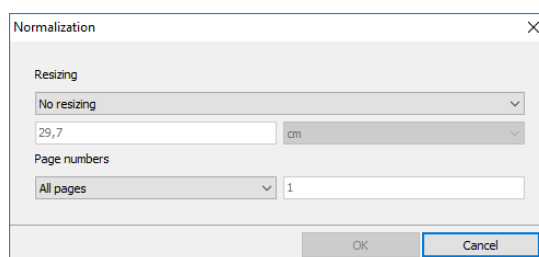 Normalization
Resizing
No resizing
29,7 cm
Page numbers
All pages 1
OK Cancel